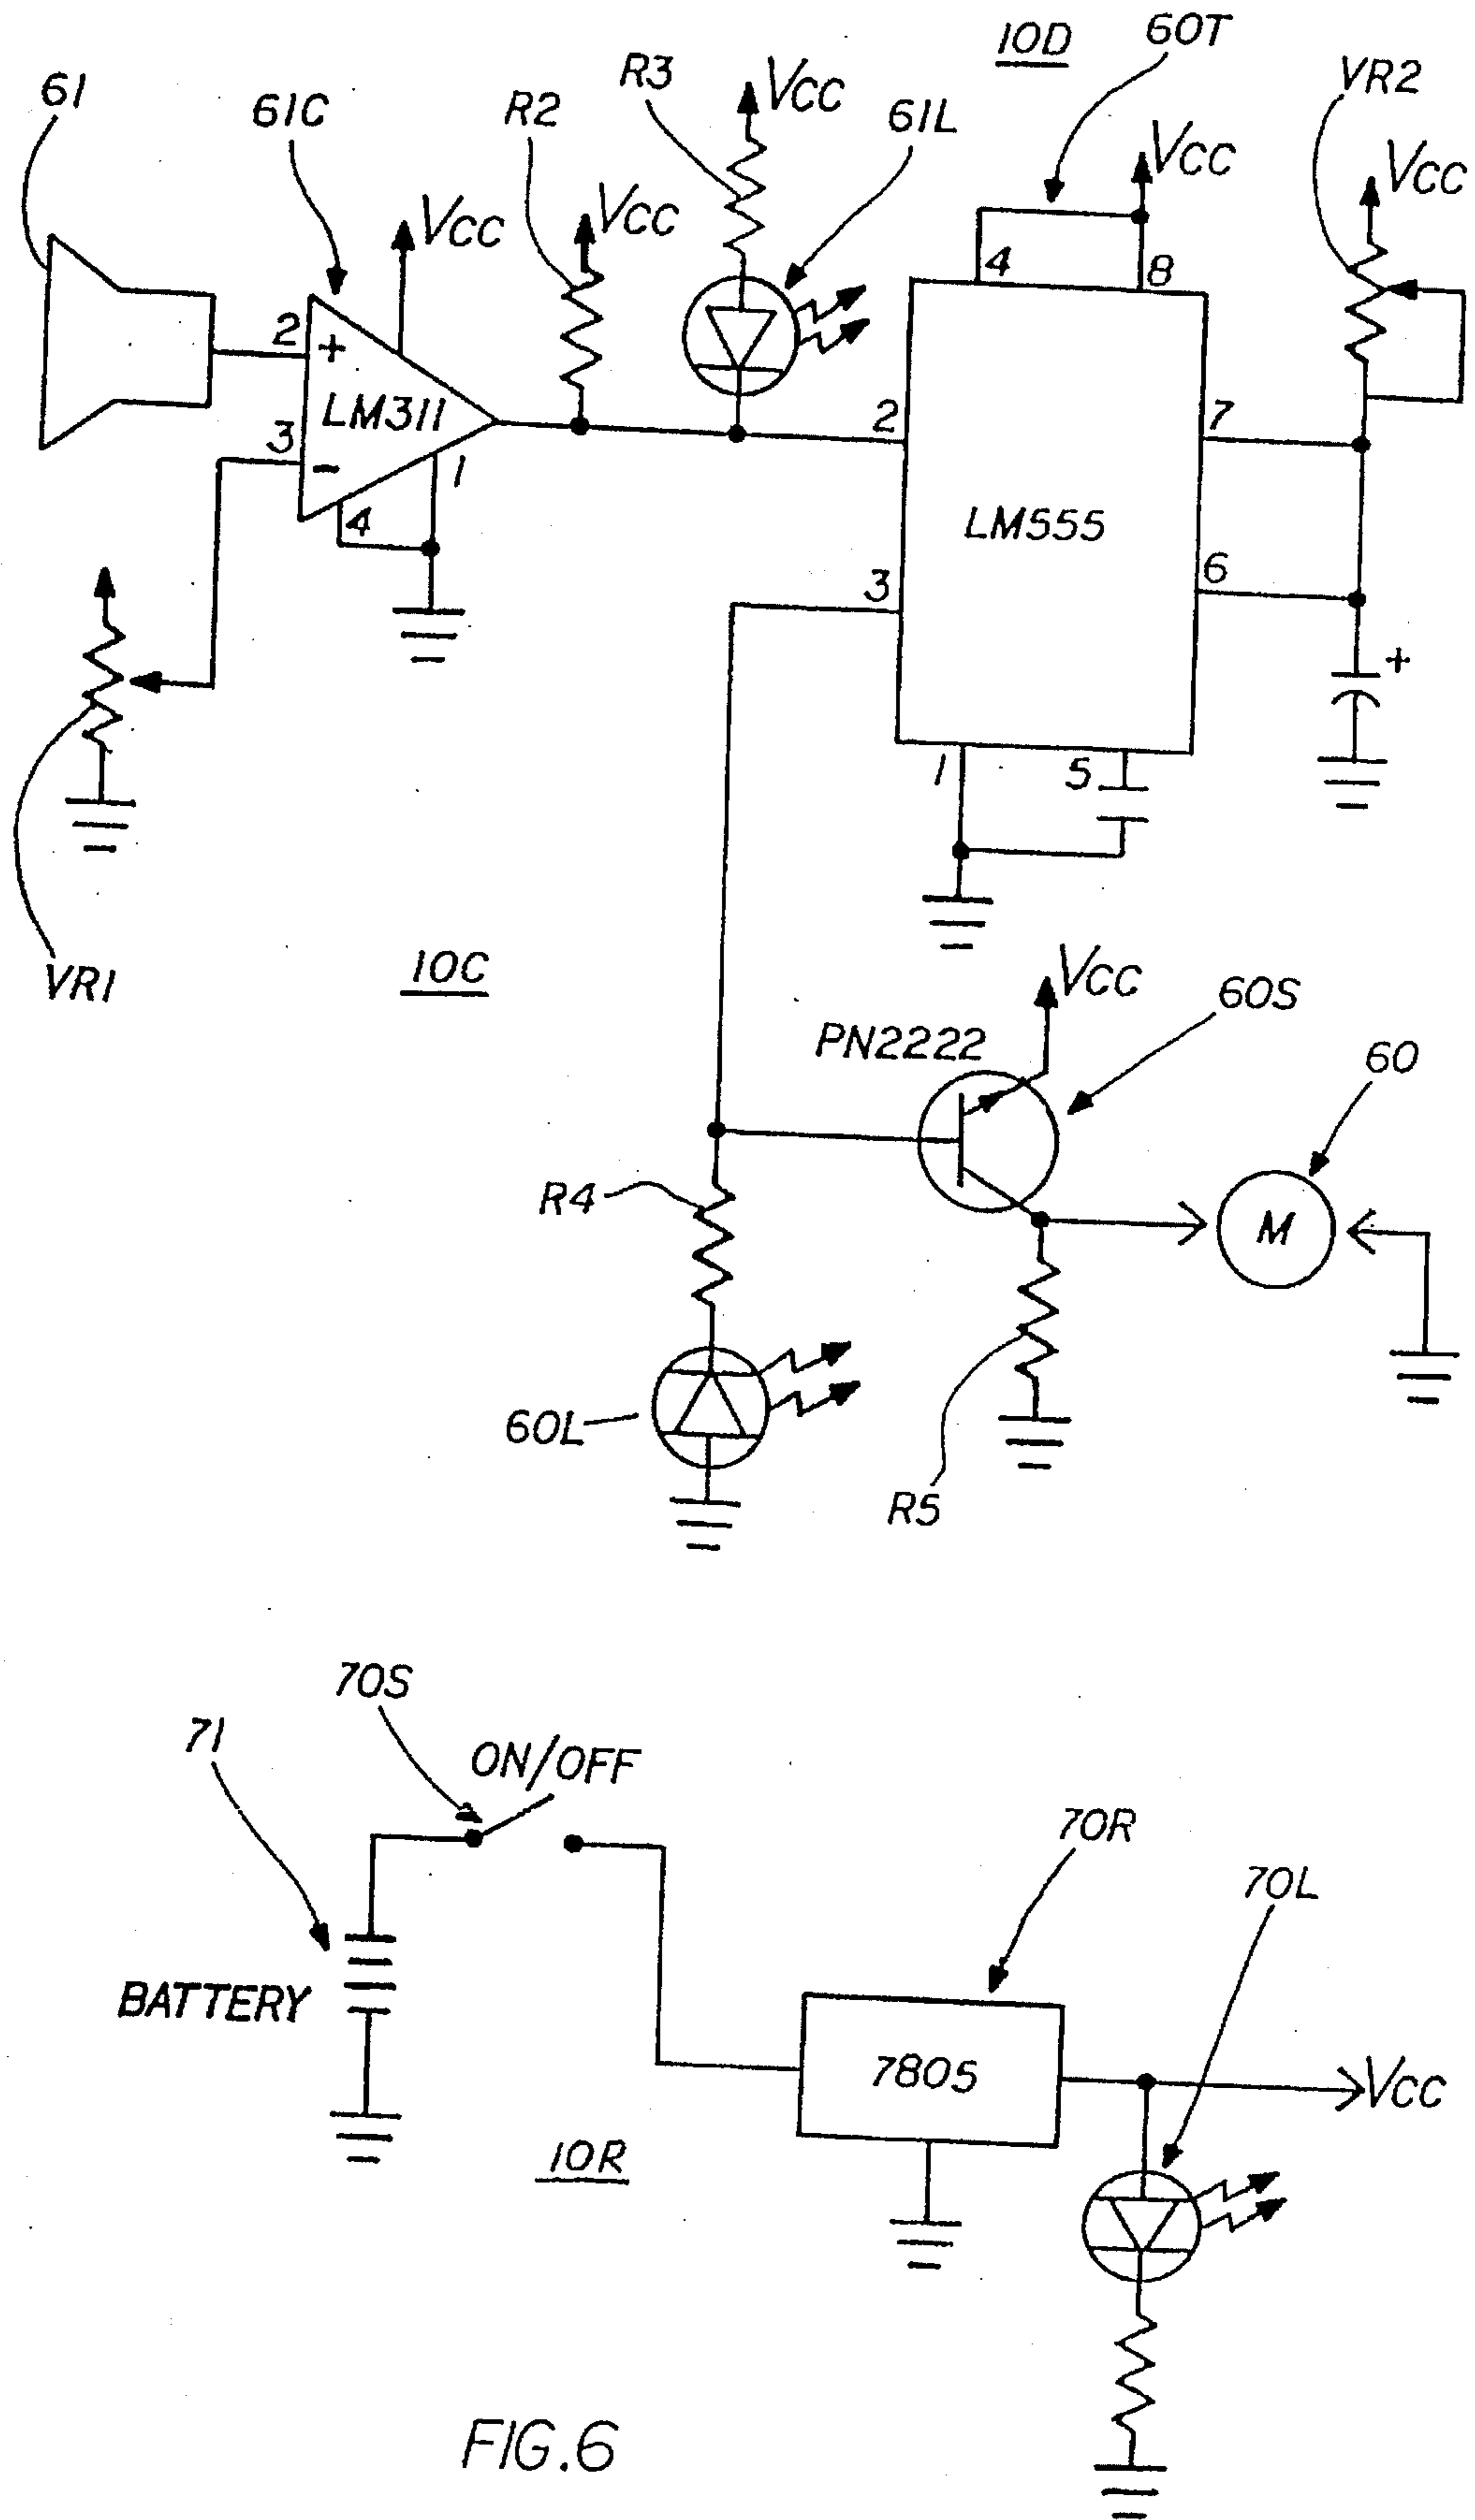 10D
60T
R3
61
61C
R2
VCC
61L
VR2
VCC
VCC
VCC
VCC
4
8
2
+
LM311
3
-
4
1
2
7
LM555
3
6
+
1
5
VR1
10C
VCC
60S
PN2222
60
R4
M
60L
R5
70S
71
ON/OFF
70R
70L
BATTERY
7805
VCC
10R
FIG.6